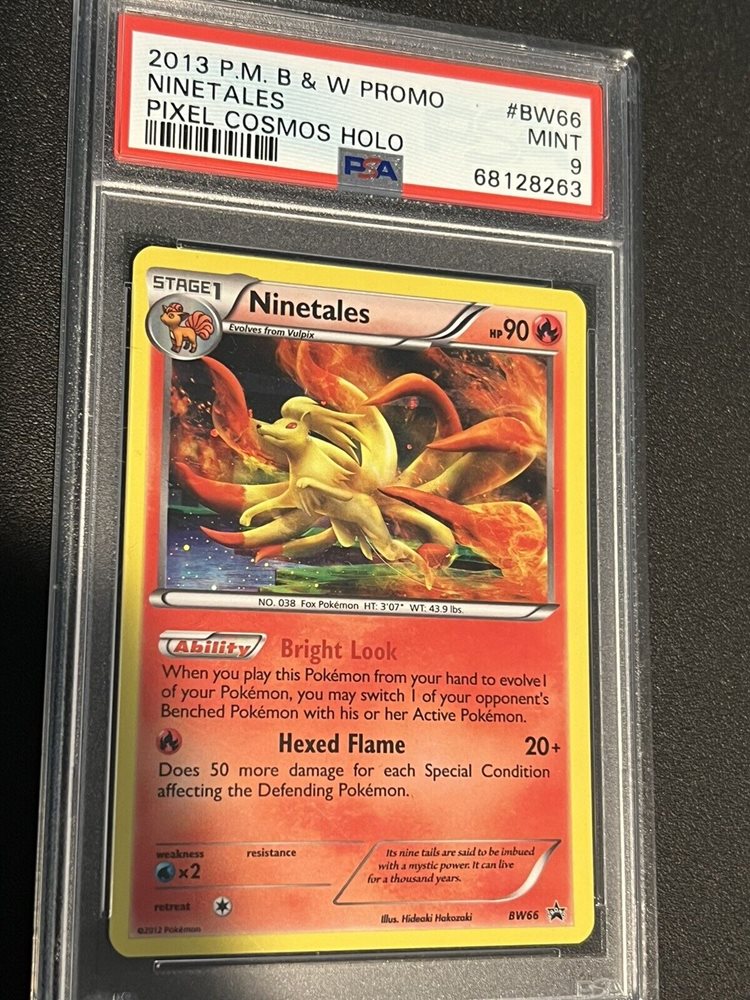 2013 P.M. B & W PROMO #BW66
NINETALES MINT
PIXEL COSMOS HOLO 9
PSA 68128263
STAGE1 Ninetales HP90
Evolves from Vulpix
NO. 038 Fox Pokémon HT: 3'07" WT: 43.9 lbs.
Ability Bright Look
When you play this Pokémon from your hand to evolve 1
of your Pokémon, you may switch 1 of your opponent's
Benched Pokémon with his or her Active Pokémon.
Hexed Flame 20+
Does 50 more damage for each Special Condition
affecting the Defending Pokémon.
weakness resistance
×2
Its nine tails are said to be imbued
with a mystic power. It can live
for a thousand years.
retreat
Illus. Hideaki Hakozaki BW66
©2012 Pokémon